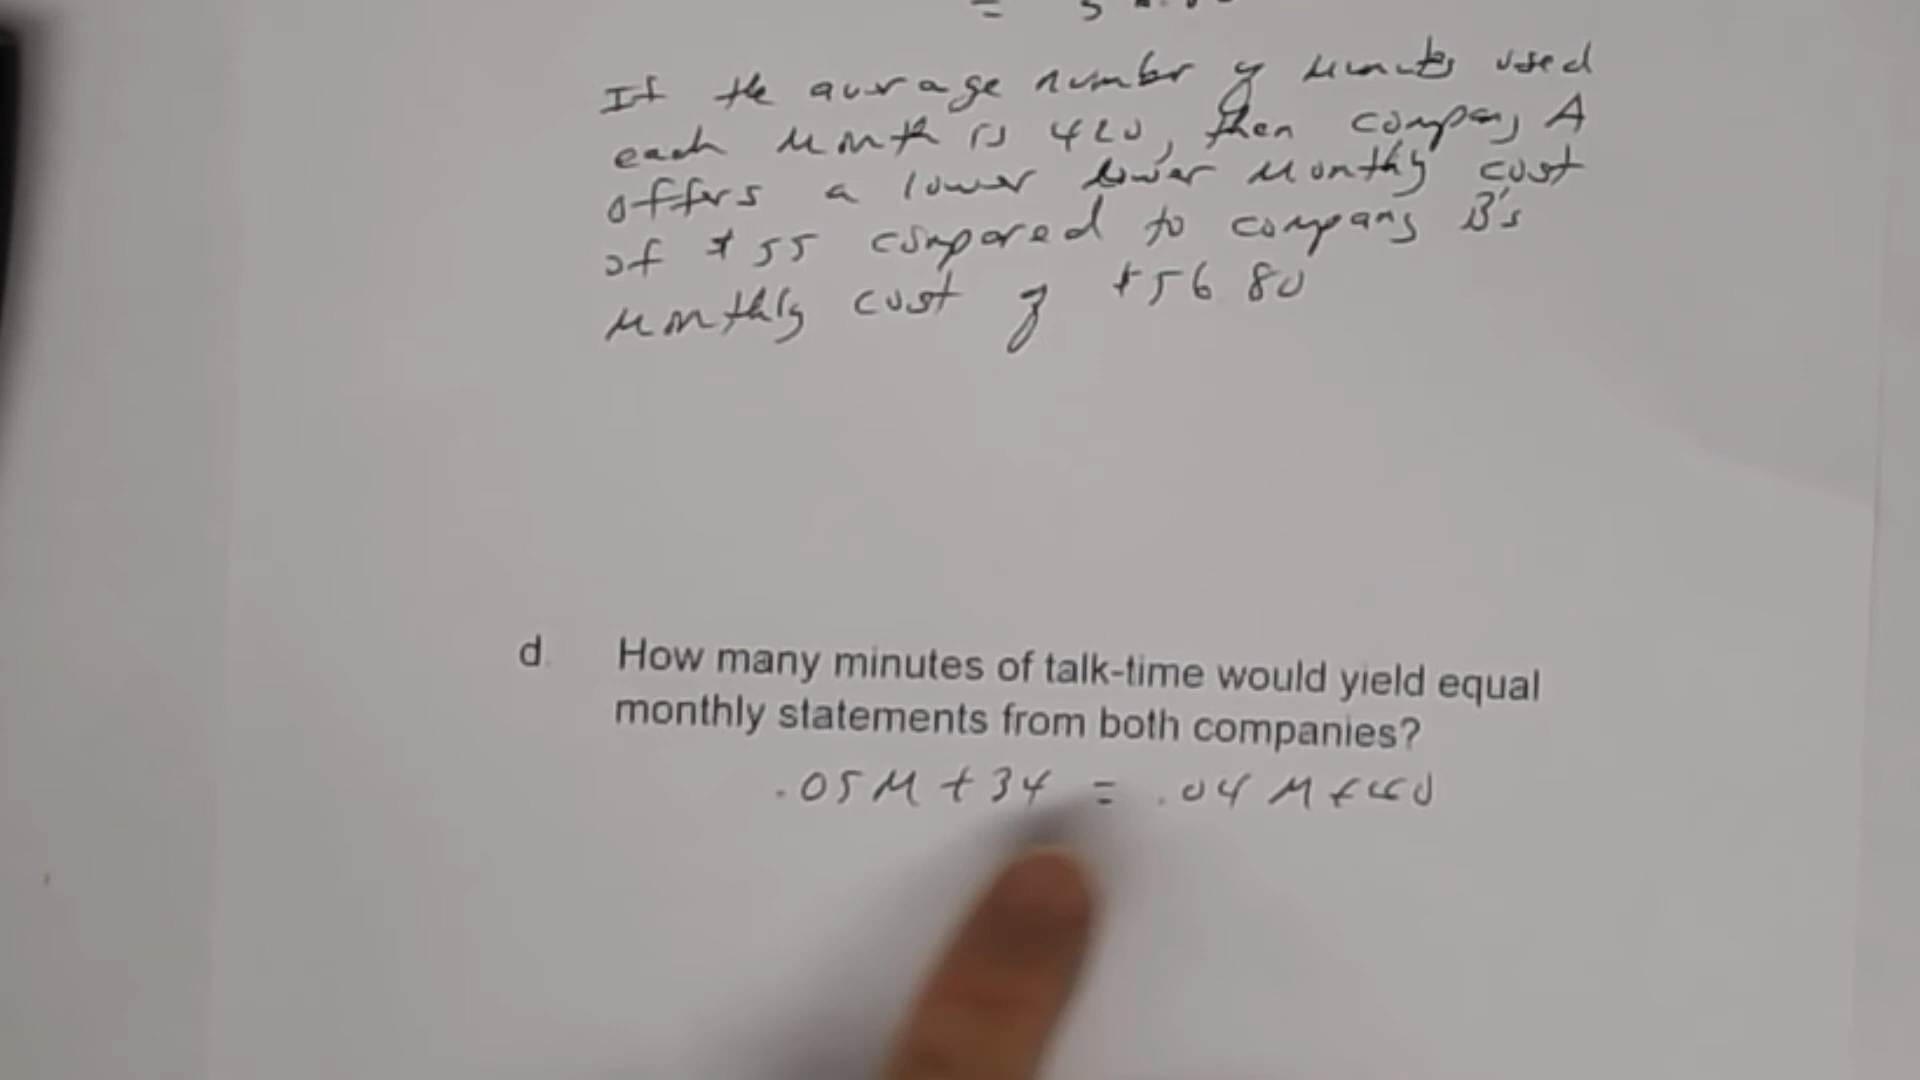 If the average number of minutes used
each month is 420, then company A
offers a lower lower monthly cost
of $55 compared to company B's
monthly cost of $56 80
d. How many minutes of talk-time would yield equal
monthly statements from both companies?
.05M + 34 = .04M + 40